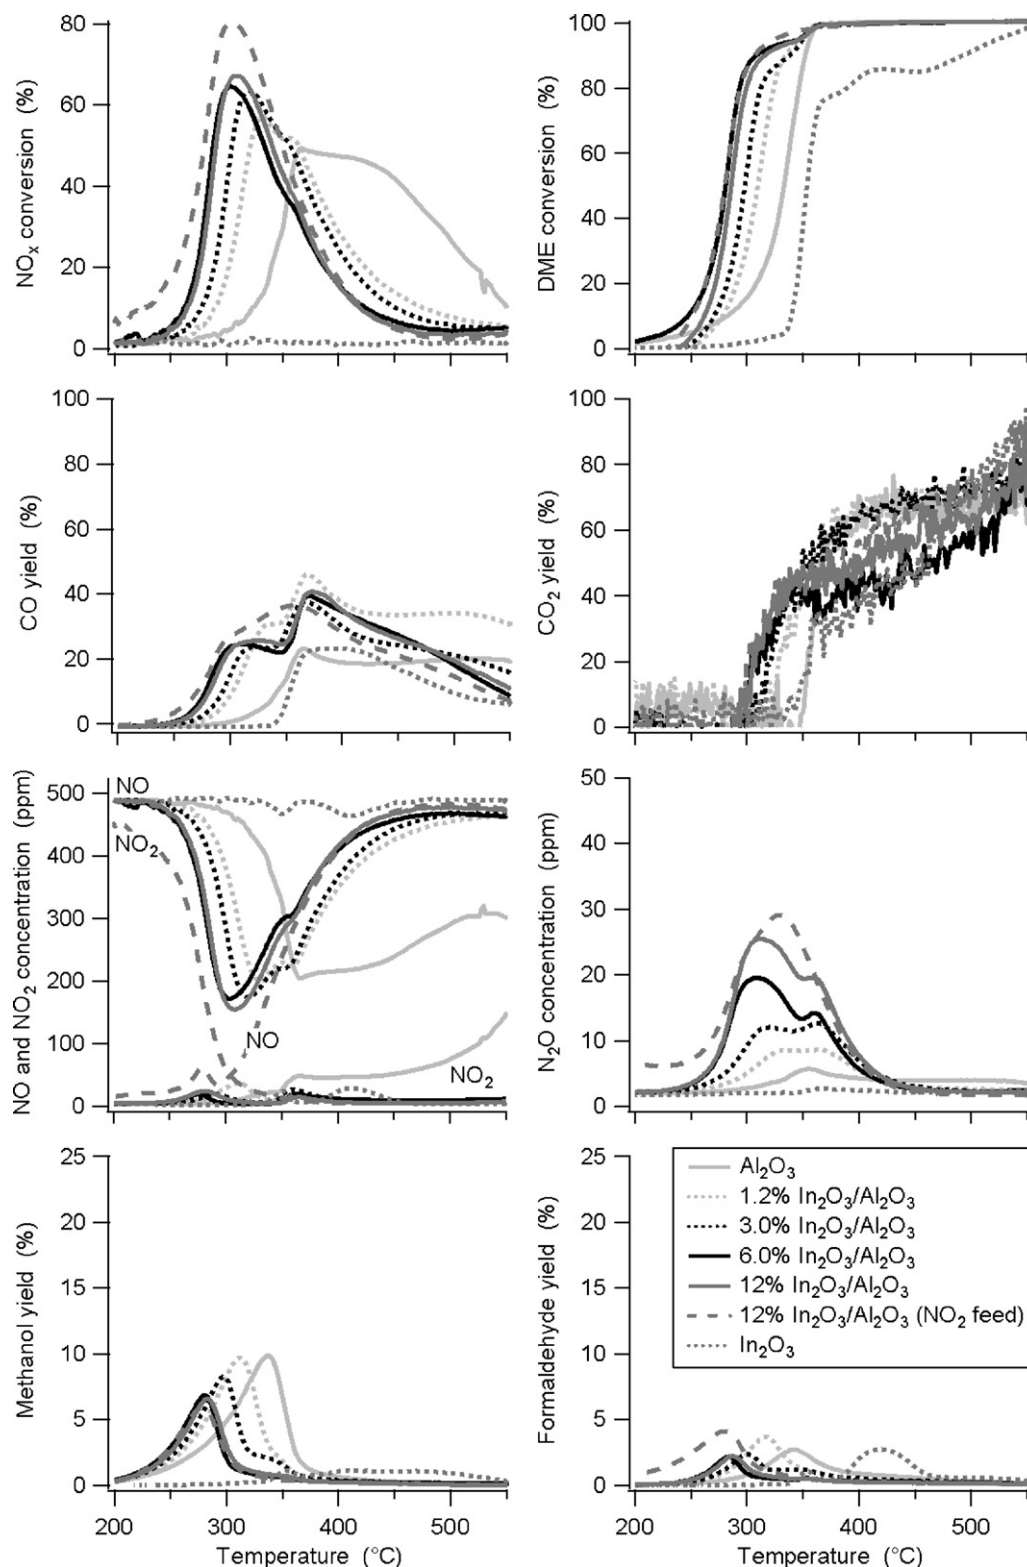 80
60
40
20
0
NOx conversion (%)
100
80
60
40
20
0
DME conversion (%)
100
80
60
40
20
0
CO yield (%)
100
80
60
40
20
0
CO2 yield (%)
500
400
300
200
100
0
NO and NO2 concentration (ppm)
NO
NO2
NO
NO2
50
40
30
20
10
0
N2O concentration (ppm)
25
20
15
10
5
0
Methanol yield (%)
200 300 400 500
Temperature (°C)
25
20
15
10
5
0
Formaldehyde yield (%)
Al2O3
1.2% In2O3/Al2O3
3.0% In2O3/Al2O3
6.0% In2O3/Al2O3
12% In2O3/Al2O3
12% In2O3/Al2O3 (NO2 feed)
In2O3
200 300 400 500
Temperature (°C)